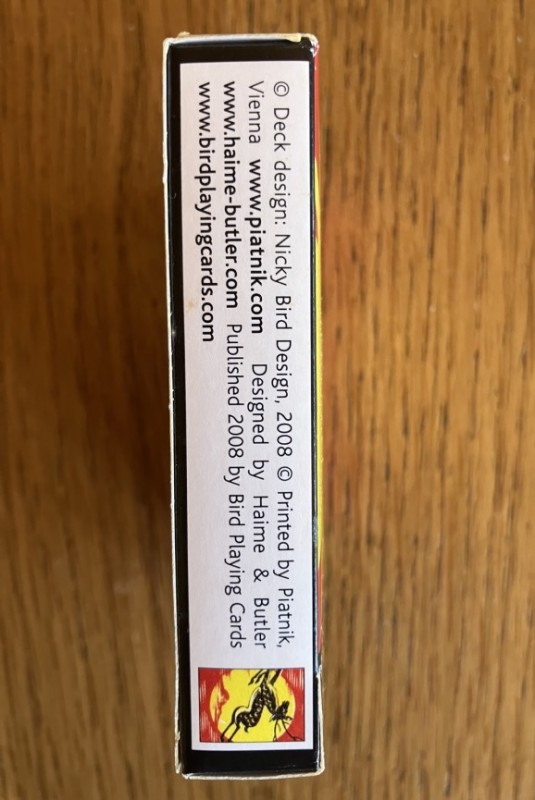 © Deck design: Nicky Bird Design, 2008 © Printed by Piatnik,
Vienna www.piatnik.com Designed by Haime & Butler
www.haime-butler.com Published 2008 by Bird Playing Cards
www.birdplayingcards.com